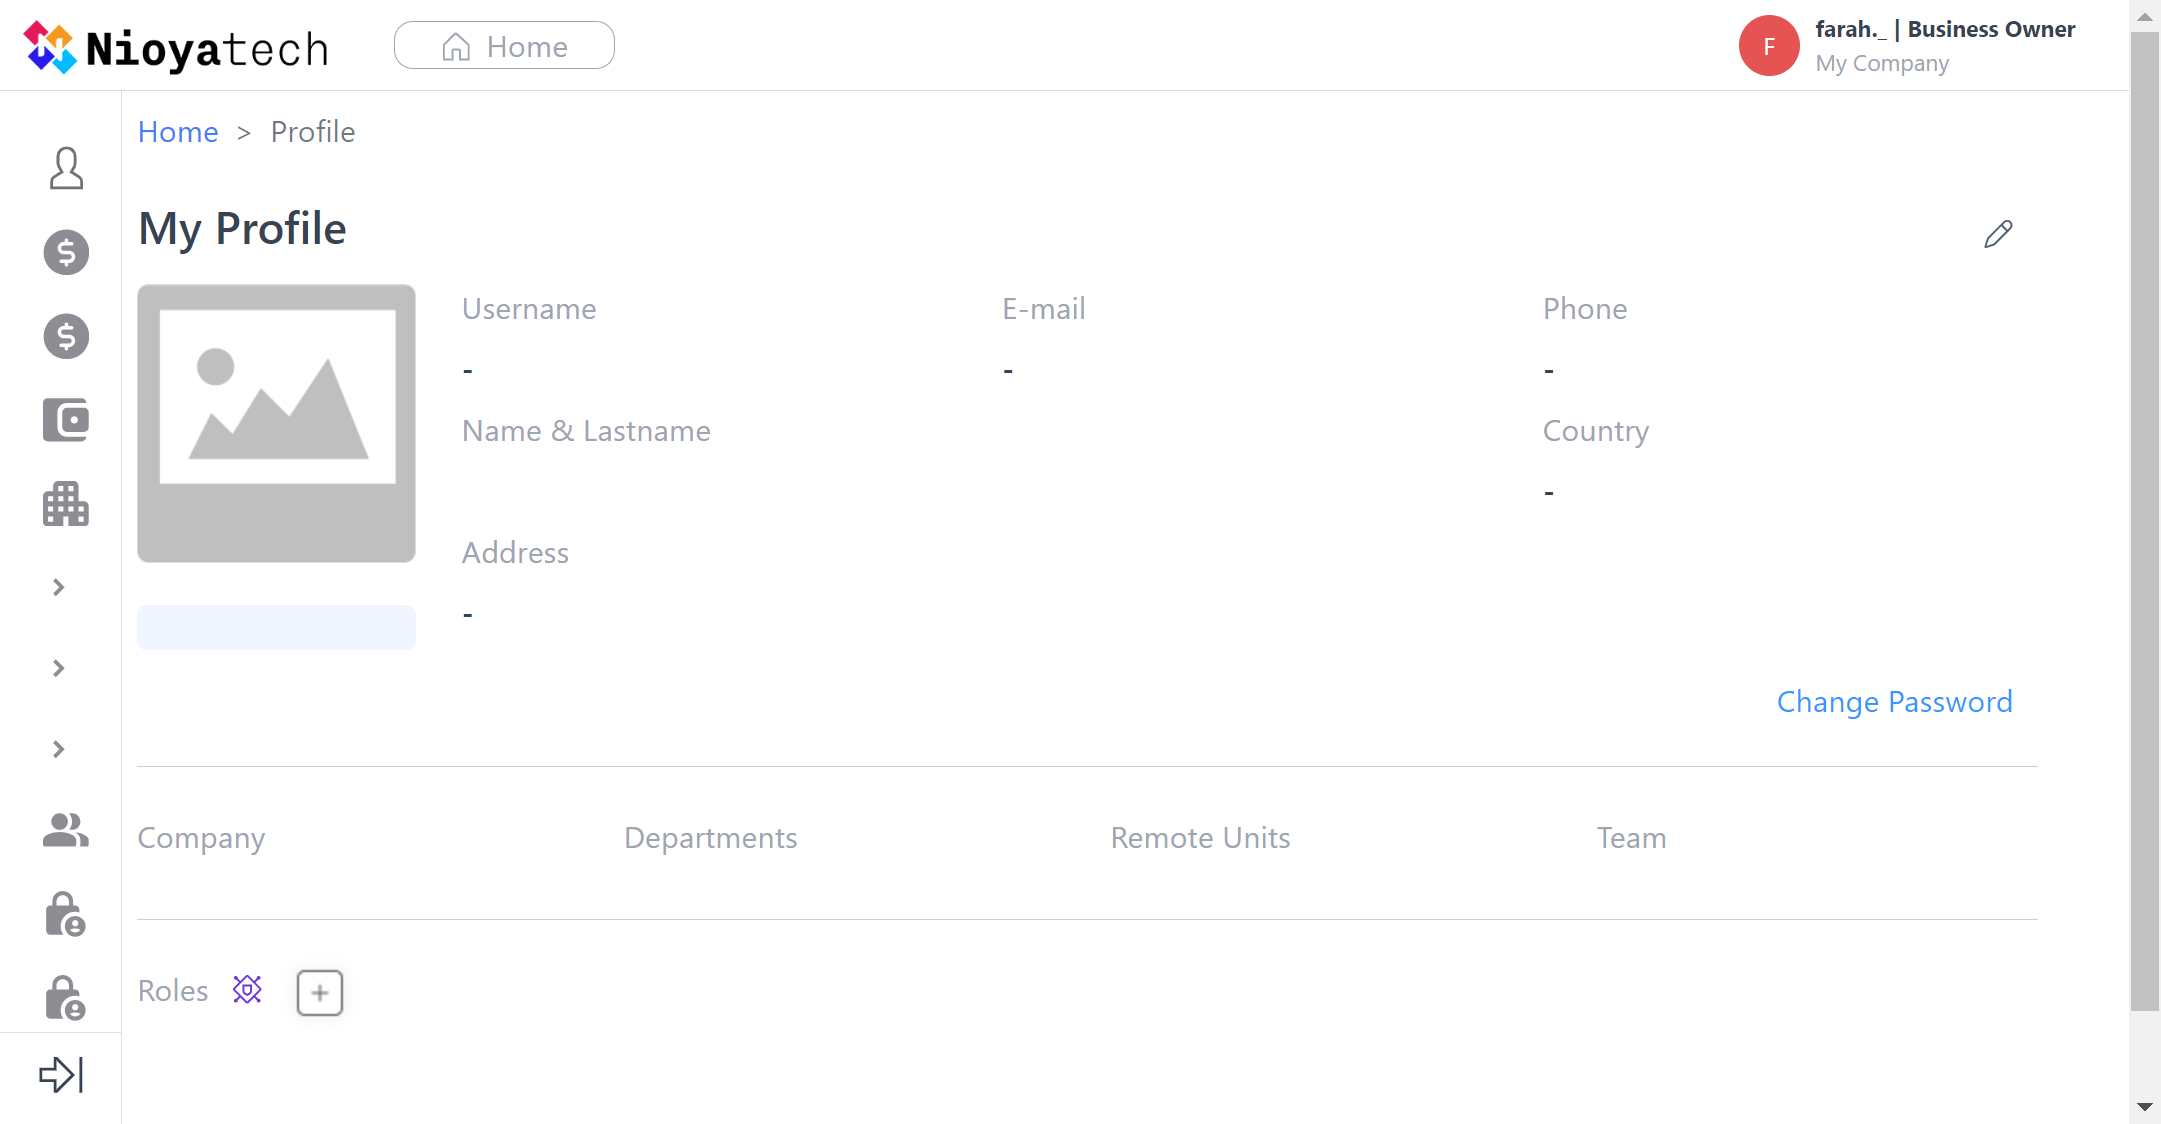 Nioyatech
Home
farah._ | Business Owner
F
My Company
Home > Profile
My Profile
Username
E-mail
Phone
-
-
-
Name & Lastname
Country
-
Address
-
Change Password
Company
Departments
Remote Units
Team
Roles
+